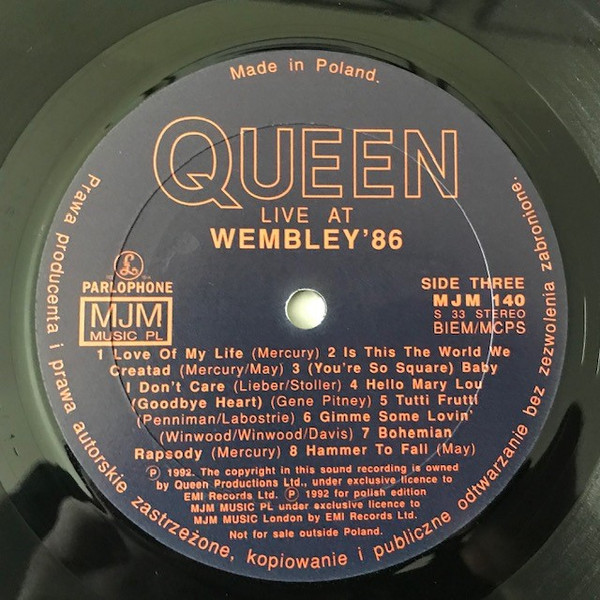 Made in Poland.
QUEEN
LIVE AT
WEMBLEY'86
£
PARLOPHONE
MJM
MUSIC PL
SIDE THREE
MJM 140
S 33 STEREO
BIEM/MCPS
1 Love Of My Life (Mercury) 2 Is This The World We
Creatad (Mercury/May) 3 (You're So Square) Baby
I Don't Care (Lieber/Stoller) 4 Hello Mary Lou
(Goodbye Heart) (Gene Pitney) 5 Tutti Frutti
(Penniman/Labostrie) 6 Gimme Some Lovin'
(Winwood/Winwood/Davis) 7 Bohemian
Rapsody (Mercury) 8 Hammer To Fall (May)
Ⓟ 1992. The copyright in this sound recording is owned
by Queen Productions Ltd., under exclusive licence to
EMI Records Ltd. Ⓟ 1992 for polish edition
MJM MUSIC PL under exclusive licence to
MJM MUSIC London by EMI Records Ltd.
Not for sale outside Poland.
Prawa producenta i prawa autorskie zastrzeżone, kopiowanie i publiczne odtwarzanie bez zezwolenia zabronione.